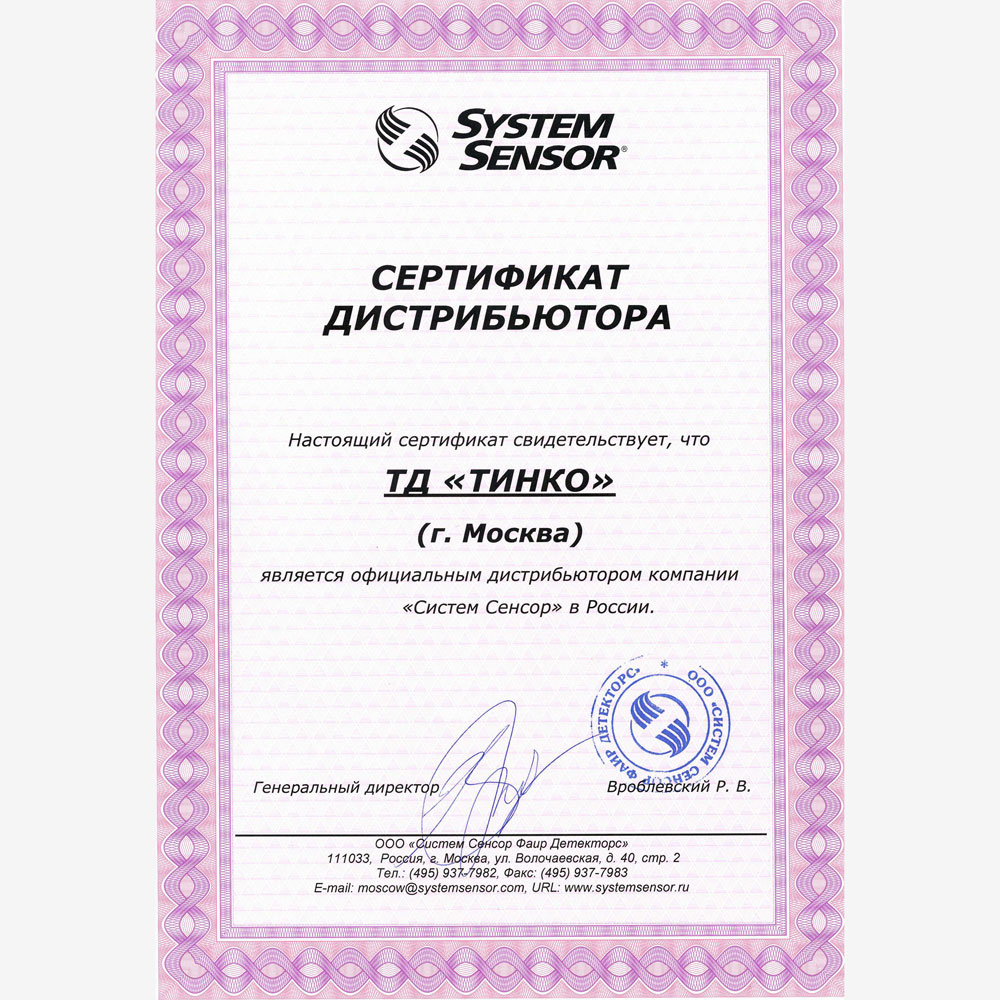 SYSTEM
SENSOR®
СЕРТИФИКАТ
ДИСТРИБЬЮТОРА
Настоящий сертификат свидетельствует, что
ТД «ТИНКО»
(г. Москва)
является официальным дистрибьютором компании
«Систем Сенсор» в России.
* ООО «СИСТЕМ СЕНСОР ФАИР ДЕТЕКТОРС»
Генеральный директор
Вроблевский Р. В.
ООО «Систем Сенсор Фаир Детекторс»
111033, Россия, г. Москва, ул. Волочаевская, д. 40, стр. 2
Тел.: (495) 937-7982, Факс: (495) 937-7983
E-mail: moscow@systemsensor.com, URL: www.systemsensor.ru